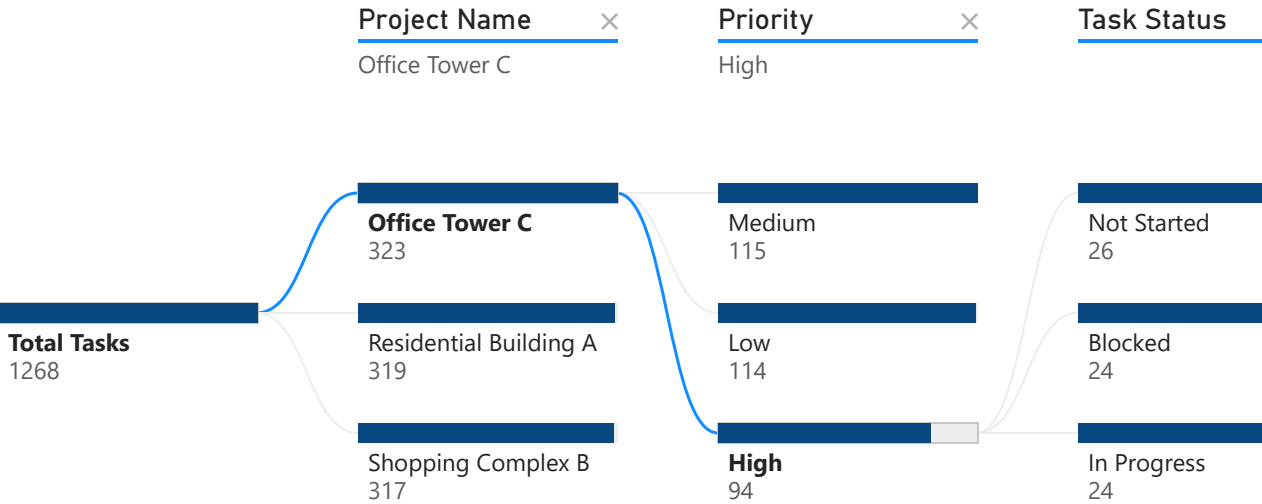 Project Name
Office Tower C
Priority
High
Task Status
Total Tasks
1268
Office Tower C
323
Residential Building A
319
Shopping Complex B
317
Medium
115
Low
114
High
94
Not Started
26
Blocked
24
In Progress
24